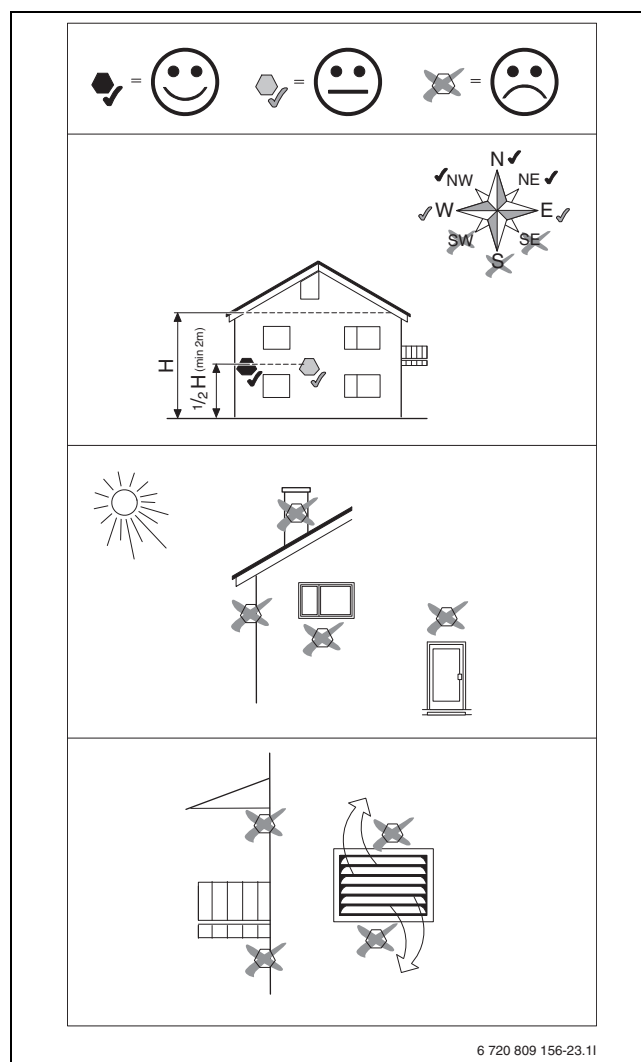 = = =
N
NW NE
W E
SW SE
S
H
1/2 H (min 2m)
6 720 809 156-23.1I